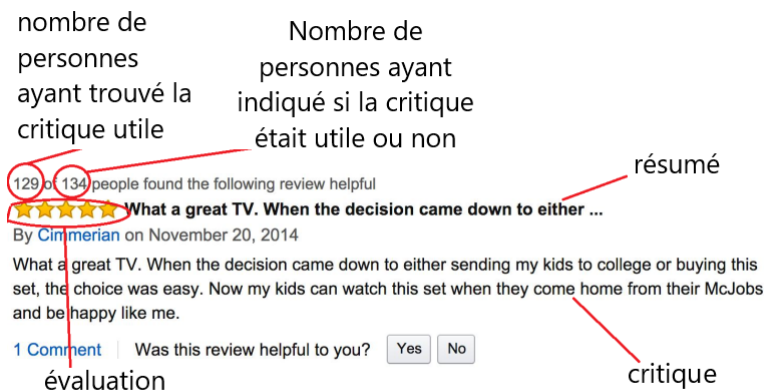 nombre de
personnes
ayant trouvé la
critique utile
Nombre de
personnes ayant
indiqué si la critique
était utile ou non
résumé
129 of 134 people found the following review helpful
What a great TV. When the decision came down to either ...
By Cimmerian on November 20, 2014
What a great TV. When the decision came down to either sending my kids to college or buying this
set, the choice was easy. Now my kids can watch this set when they come home from their McJobs
and be happy like me.
1 Comment Was this review helpful to you? Yes No
évaluation
critique